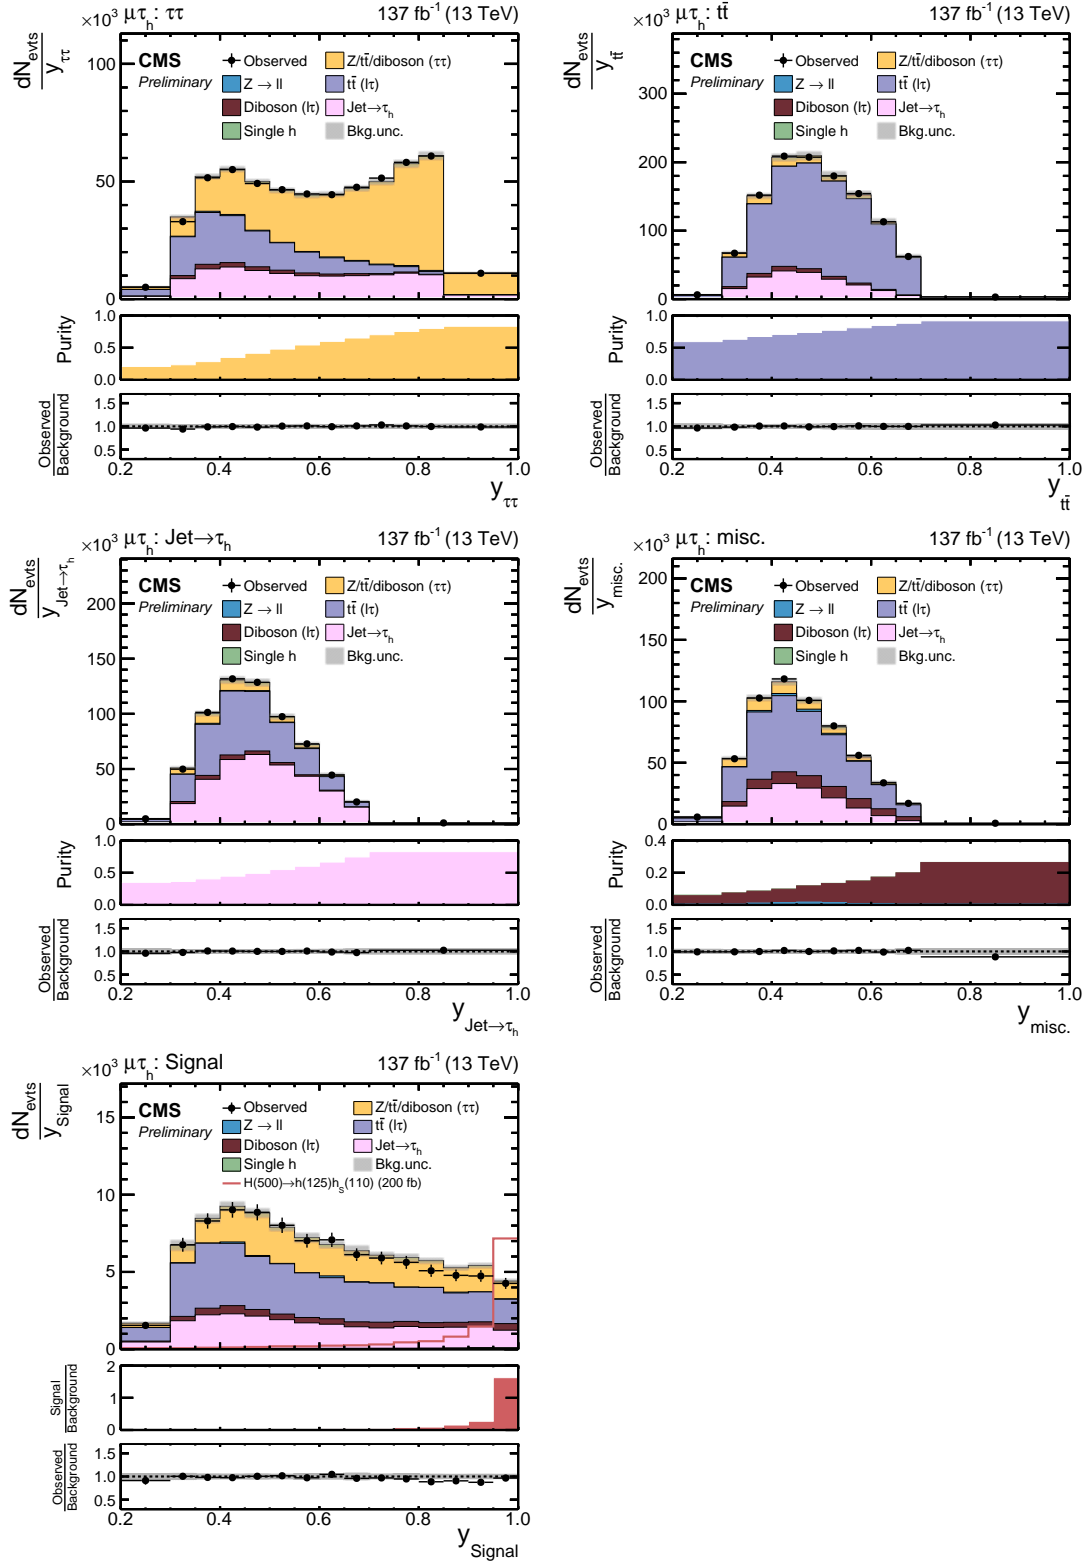 ×10³ μτh: ττ 137 fb⁻¹ (13 TeV)
dNevts
yττ
CMS
Preliminary
Observed
Z/tt̄/diboson (ττ)
Z → ll
tt̄ (lτ)
Diboson (lτ)
Jet→τh
Single h
Bkg.unc.
100
50
0
Purity
1.0
0.5
0.0
Observed
Background
1.5
1.0
0.5
0.2 0.4 0.6 0.8 1.0
yττ
×10³ μτh: tt̄ 137 fb⁻¹ (13 TeV)
dNevts
ytt̄
CMS
Preliminary
Observed
Z/tt̄/diboson (ττ)
Z → ll
tt̄ (lτ)
Diboson (lτ)
Jet→τh
Single h
Bkg.unc.
300
200
100
0
Purity
1.0
0.5
0.0
Observed
Background
1.5
1.0
0.5
0.2 0.4 0.6 0.8 1.0
ytt̄
×10³ μτh: Jet→τh 137 fb⁻¹ (13 TeV)
dNevts
yJet→τh
CMS
Preliminary
Observed
Z/tt̄/diboson (ττ)
Z → ll
tt̄ (lτ)
Diboson (lτ)
Jet→τh
Single h
Bkg.unc.
200
150
100
50
0
Purity
1.0
0.5
0.0
Observed
Background
1.5
1.0
0.5
0.2 0.4 0.6 0.8 1.0
yJet→τh
×10³ μτh: misc. 137 fb⁻¹ (13 TeV)
dNevts
ymisc.
CMS
Preliminary
Observed
Z/tt̄/diboson (ττ)
Z → ll
tt̄ (lτ)
Diboson (lτ)
Jet→τh
Single h
Bkg.unc.
200
150
100
50
0
Purity
0.4
0.2
0.0
Observed
Background
1.5
1.0
0.5
0.2 0.4 0.6 0.8 1.0
ymisc.
×10³ μτh: Signal 137 fb⁻¹ (13 TeV)
dNevts
ySignal
CMS
Preliminary
Observed
Z/tt̄/diboson (ττ)
Z → ll
tt̄ (lτ)
Diboson (lτ)
Jet→τh
Single h
Bkg.unc.
H(500)→h(125)hS(110) (200 fb)
15
10
5
0
Signal
Background
2
1
0
Observed
Background
1.5
1.0
0.5
0.2 0.4 0.6 0.8 1.0
ySignal